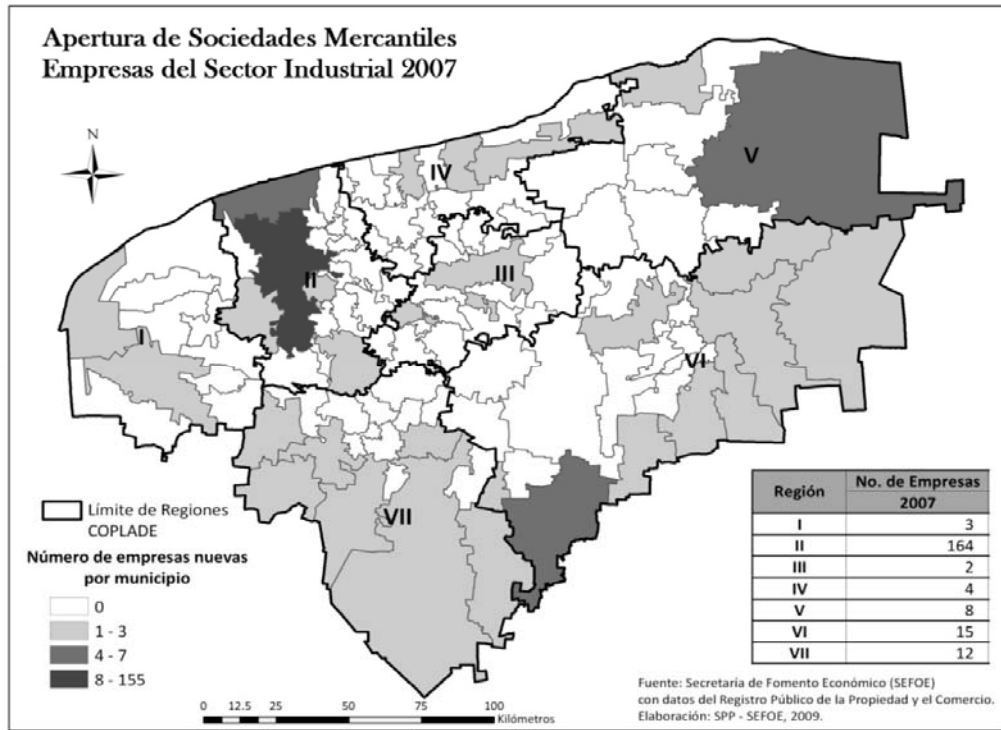 Apertura de Sociedades Mercantiles
Empresas del Sector Industrial 2007
N
V
IV
III
II
I
VI
VII
Límite de Regiones
COPLADE
Número de empresas nuevas
por municipio
0
1 - 3
4 - 7
8 - 155
0 12.5 25 50 75 100
Kilómetros
Región No. de Empresas
2007
I 3
II 164
III 2
IV 4
V 8
VI 15
VII 12
Fuente: Secretaría de Fomento Económico (SEFOE)
con datos del Registro Público de la Propiedad y el Comercio.
Elaboración: SPP - SEFOE, 2009.